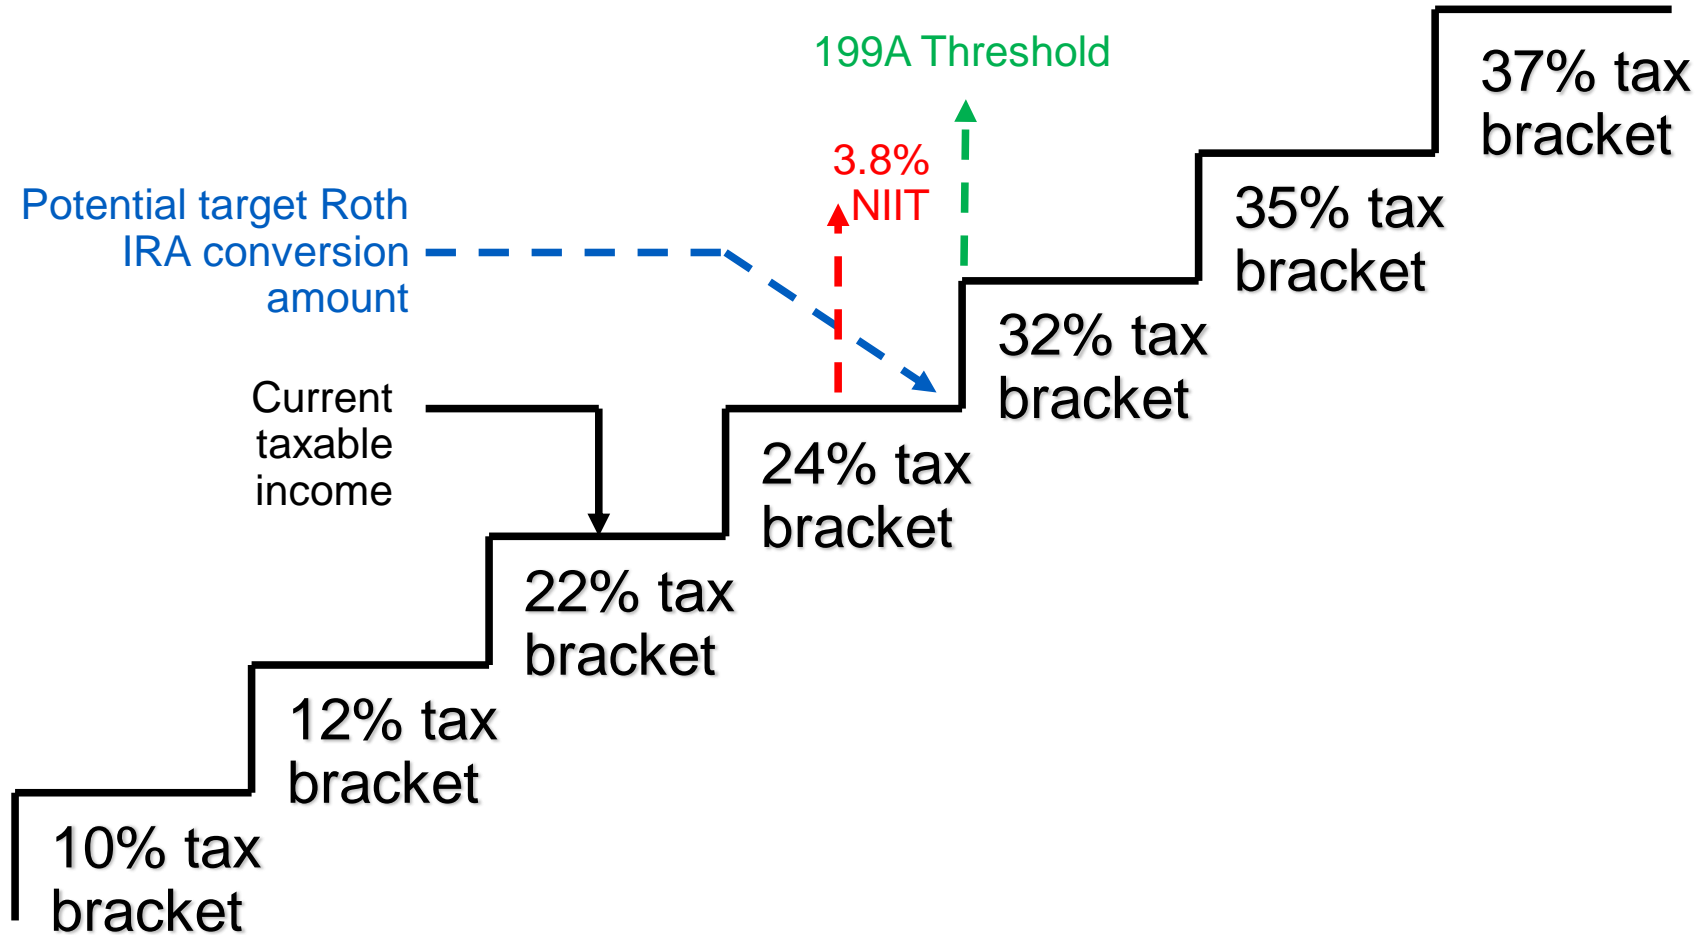 199A Threshold
37% tax
bracket
3.8%
NIIT
Potential target Roth
IRA conversion
amount
35% tax
bracket
32% tax
bracket
Current
taxable
income
24% tax
bracket
22% tax
bracket
12% tax
bracket
10% tax
bracket